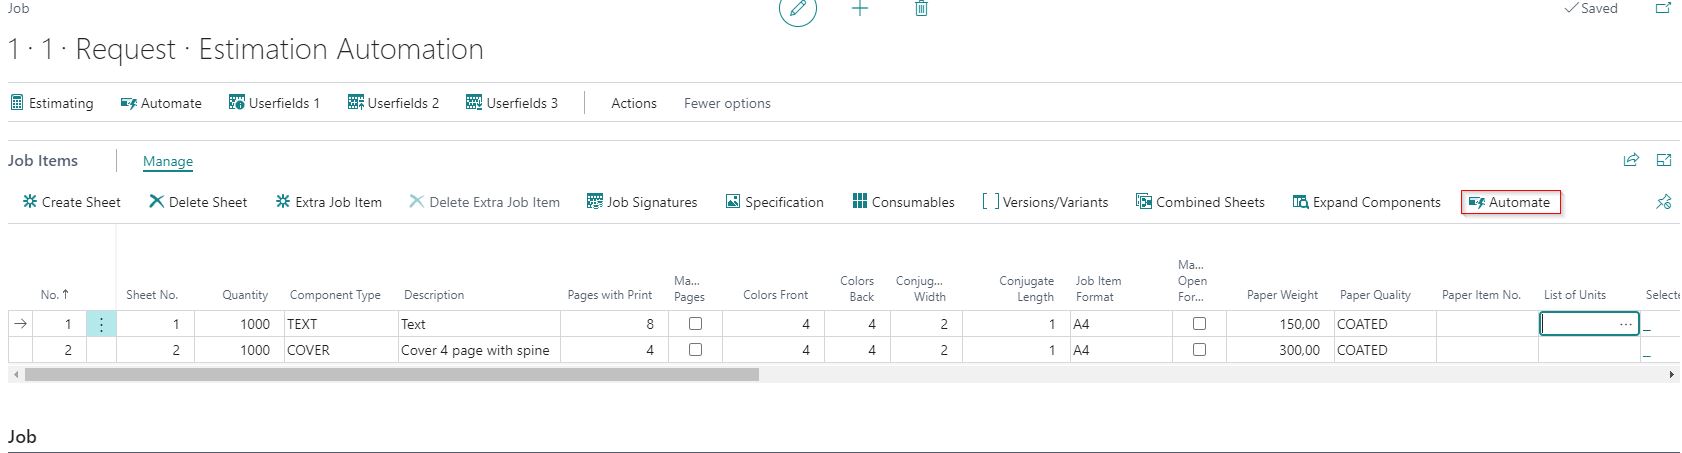 Job
Saved
1 · 1 · Request · Estimation Automation
Estimating Automate Userfields 1 Userfields 2 Userfields 3 Actions Fewer options
Job Items Manage
Create Sheet Delete Sheet Extra Job Item Delete Extra Job Item Job Signatures Specification Consumables Versions/Variants Combined Sheets Expand Components Automate
No. ↑ Sheet No. Quantity Component Type Description Pages with Print Ma... Pages Colors Front Colors Back Conjug... Width Conjugate Length Job Item Format Ma... Open For... Paper Weight Paper Quality Paper Item No. List of Units Selecte
1 1 1000 TEXT Text 8 4 4 2 1 A4 150,00 COATED ... _
2 2 1000 COVER Cover 4 page with spine 4 4 4 2 1 A4 300,00 COATED _
Job